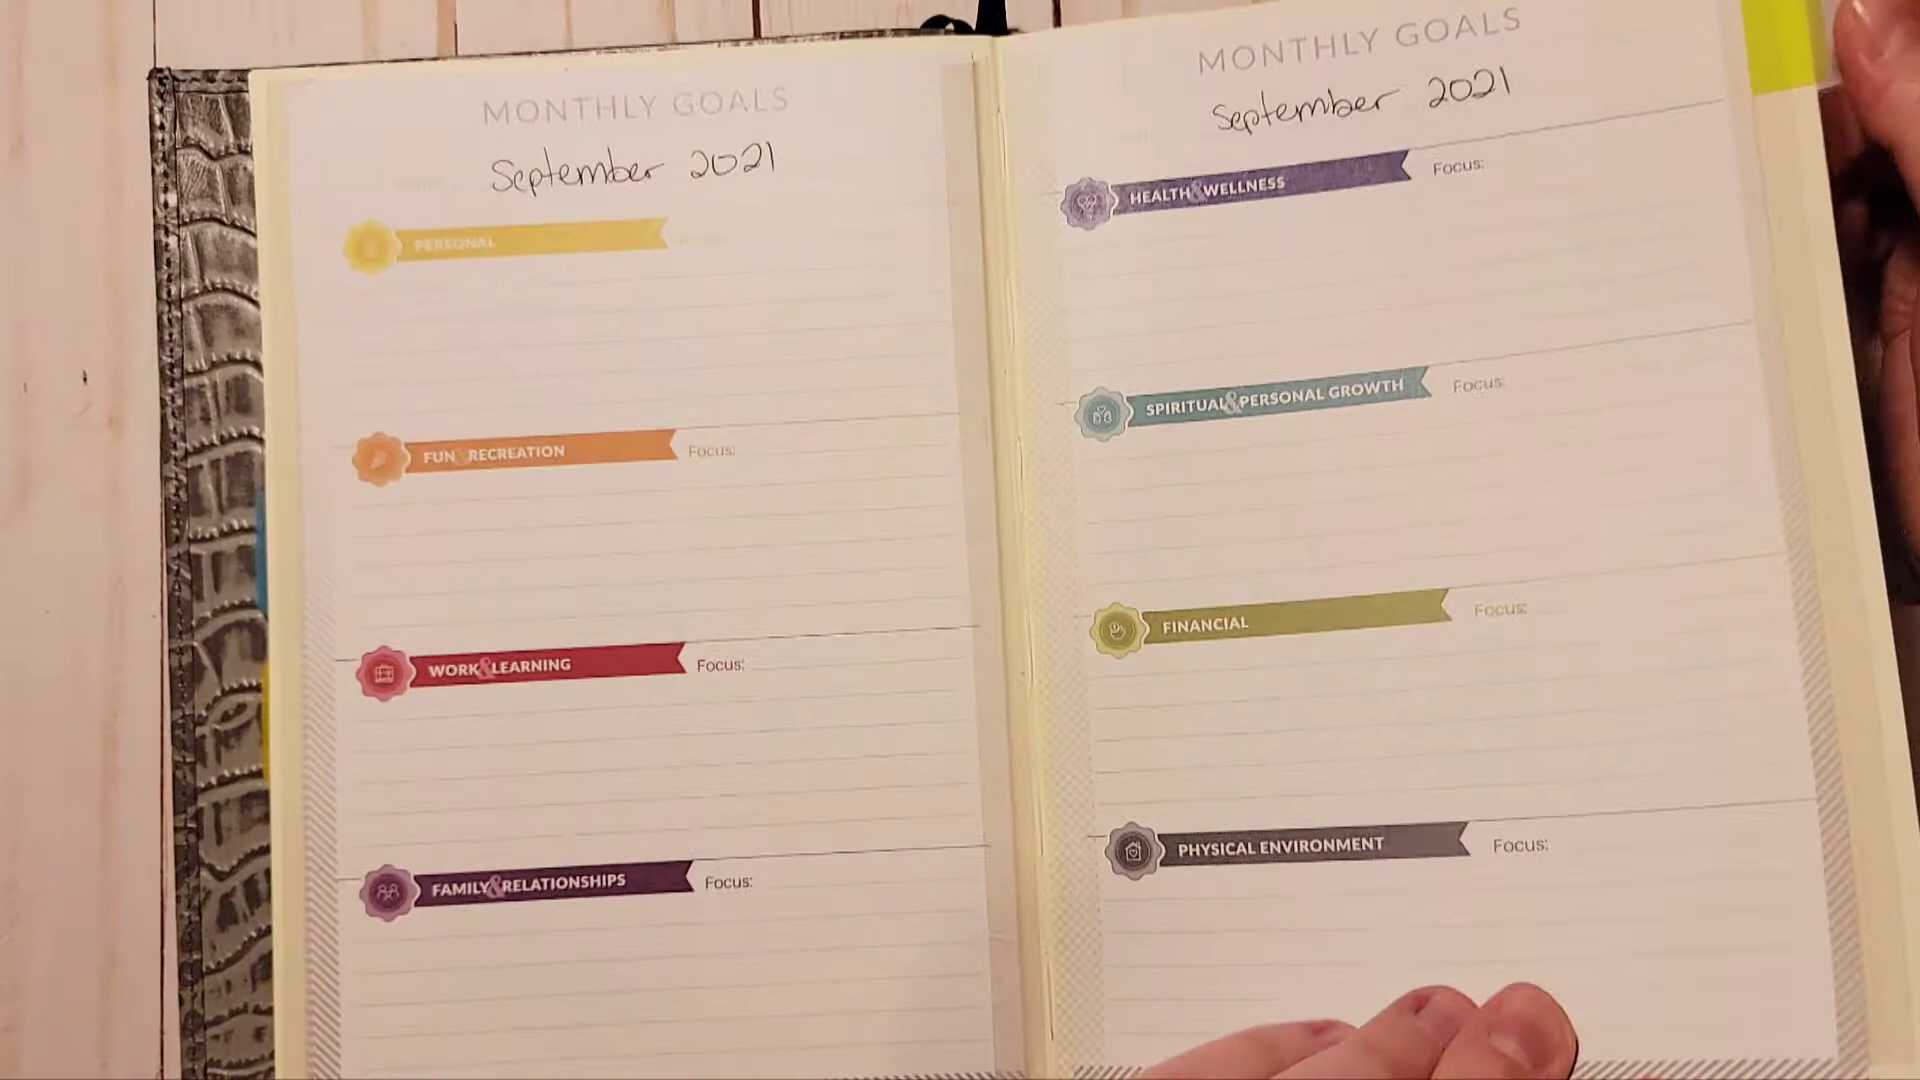 MONTHLY GOALS
September 2021
PERSONAL
FUN & RECREATION Focus:
WORK & LEARNING Focus:
FAMILY & RELATIONSHIPS Focus:
MONTHLY GOALS
September 2021
HEALTH & WELLNESS Focus:
SPIRITUAL & PERSONAL GROWTH Focus:
FINANCIAL Focus:
PHYSICAL ENVIRONMENT Focus: